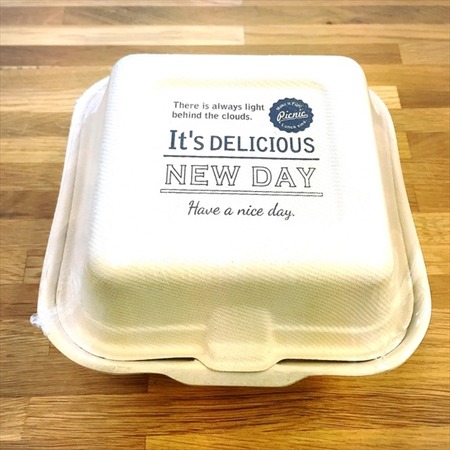 There is always light
behind the clouds.
Picnic
It's DELICIOUS
NEW DAY
Have a nice day.